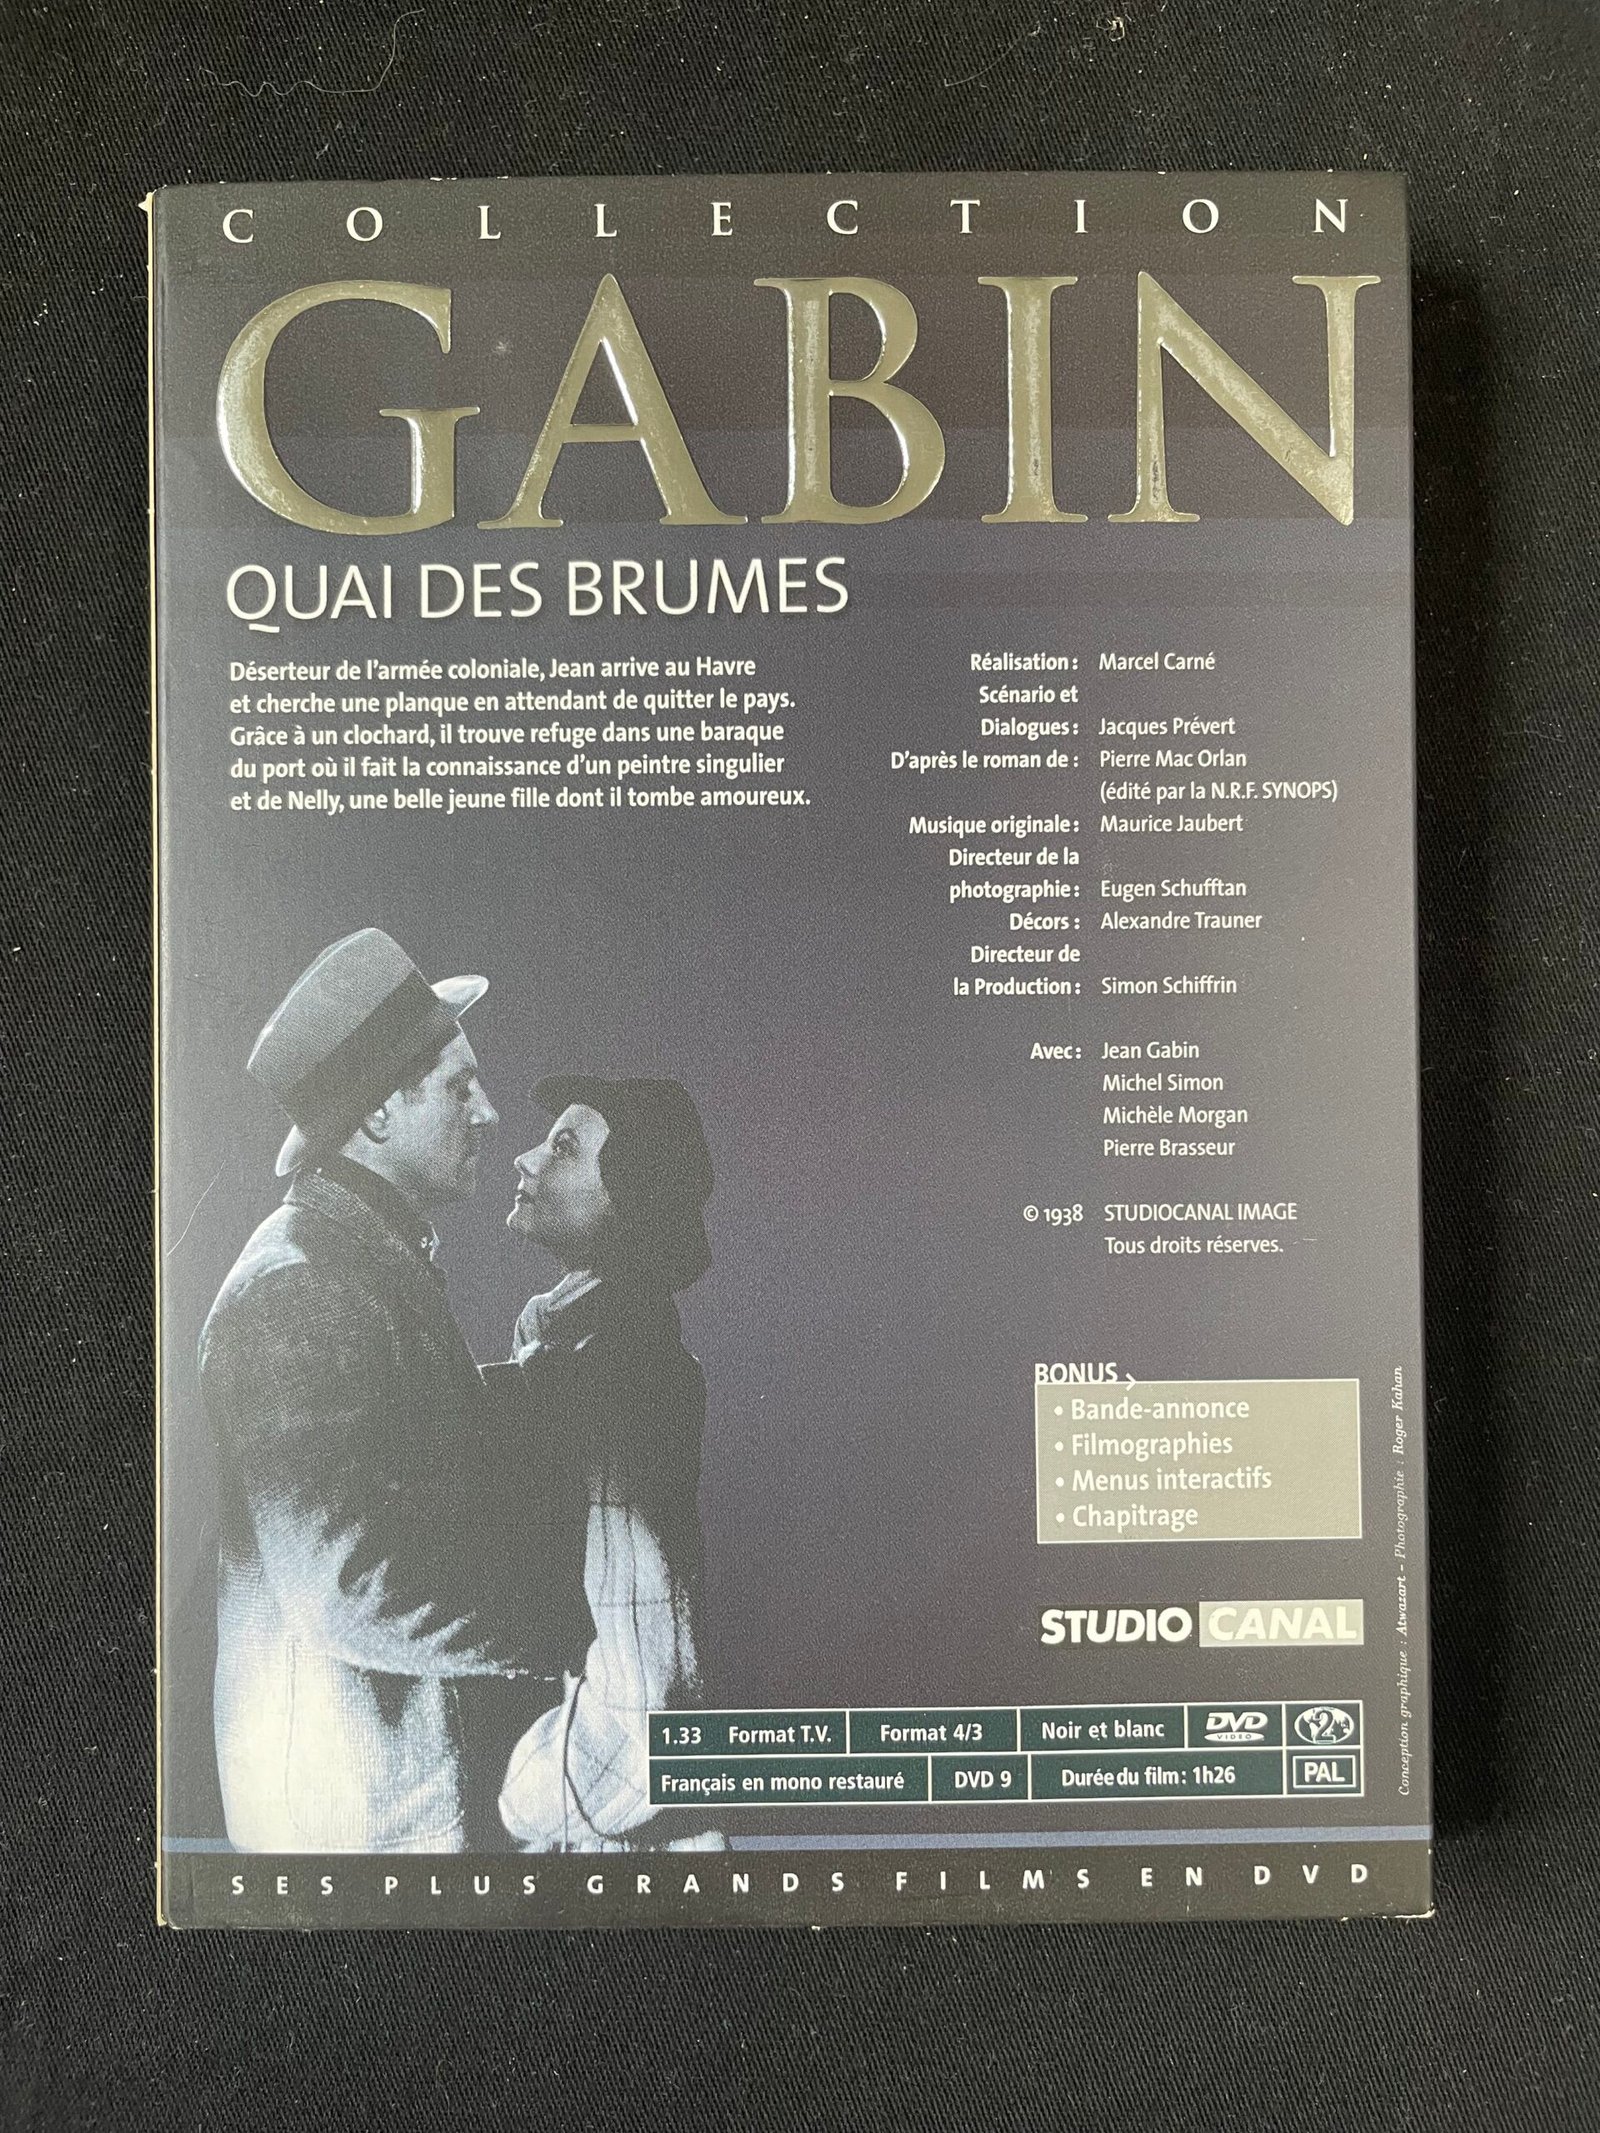 COLLECTION
GABIN
QUAI DES BRUMES
Déserteur de l'armée coloniale, Jean arrive au Havre
et cherche une planque en attendant de quitter le pays.
Grâce à un clochard, il trouve refuge dans une baraque
du port où il fait la connaissance d'un peintre singulier
et de Nelly, une belle jeune fille dont il tombe amoureux.
Réalisation : Marcel Carné
Scénario et
Dialogues : Jacques Prévert
D'après le roman de : Pierre Mac Orlan
(édité par la N.R.F. SYNOPS)
Musique originale : Maurice Jaubert
Directeur de la
photographie : Eugen Schufftan
Décors : Alexandre Trauner
Directeur de
la Production : Simon Schiffrin
Avec : Jean Gabin
Michel Simon
Michèle Morgan
Pierre Brasseur
© 1938 STUDIOCANAL IMAGE
Tous droits réserves.
BONUS
• Bande-annonce
• Filmographies
• Menus interactifs
• Chapitrage
STUDIO CANAL
1.33 Format T.V. Format 4/3 Noir et blanc DVD VIDEO 2
Français en mono restauré DVD 9 Durée du film : 1h26 PAL
Conception graphique : Atwazart - Photographie : Roger Kahan
SES PLUS GRANDS FILMS EN DVD